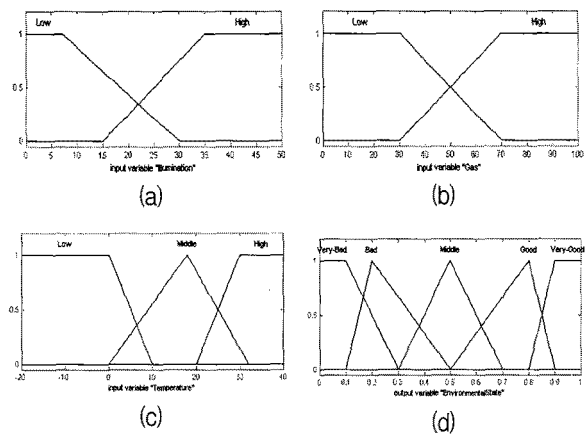 Low High
1
0.5
0
0 5 10 15 20 25 30 35 40 45 50
input variable "Illumination"
(a)
Low High
1
0.5
0
0 10 20 30 40 50 60 70 80 90 100
input variable "Gas"
(b)
Low Middle High
1
0.5
0
-20 -10 0 10 20 30 40
input variable "Temperature"
(c)
Very-Bad Bad Middle Good Very-Good
1
0.5
0
0 0.1 0.2 0.3 0.4 0.5 0.6 0.7 0.8 0.9 1
output variable "EnvironmentalState"
(d)